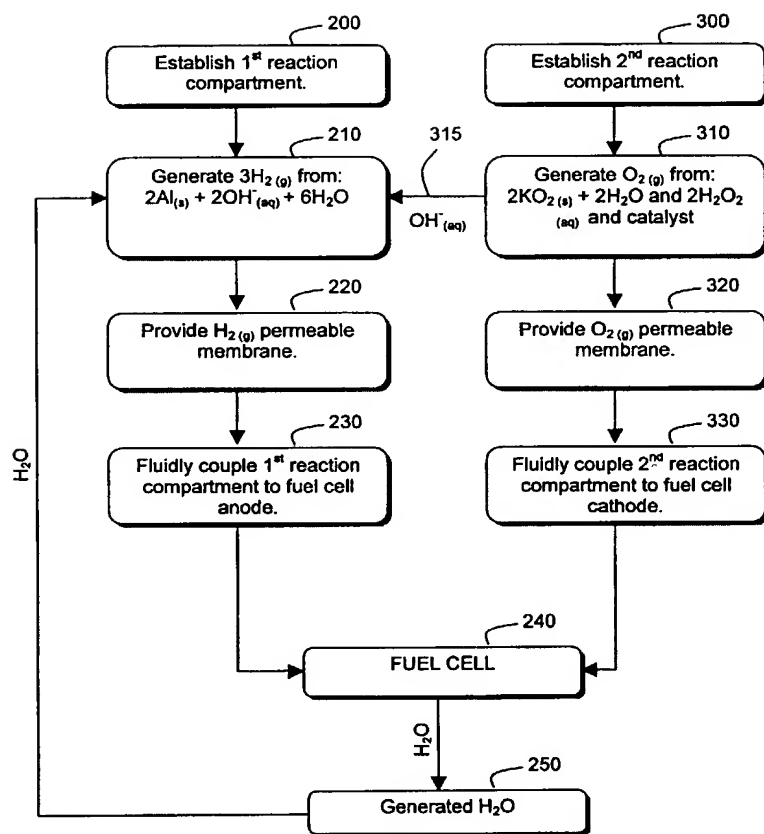 200
Establish 1st reaction
compartment.
300
Establish 2nd reaction
compartment.
210
Generate 3H2 (g) from:
2Al(s) + 2OH-(aq) + 6H2O
315
OH-(aq)
310
Generate O2 (g) from:
2KO2 (s) + 2H2O and 2H2O2
(aq) and catalyst
220
Provide H2 (g) permeable
membrane.
320
Provide O2 (g) permeable
membrane.
230
Fluidly couple 1st reaction
compartment to fuel cell
anode.
330
Fluidly couple 2nd reaction
compartment to fuel cell
cathode.
H2O
240
FUEL CELL
H2O
250
Generated H2O